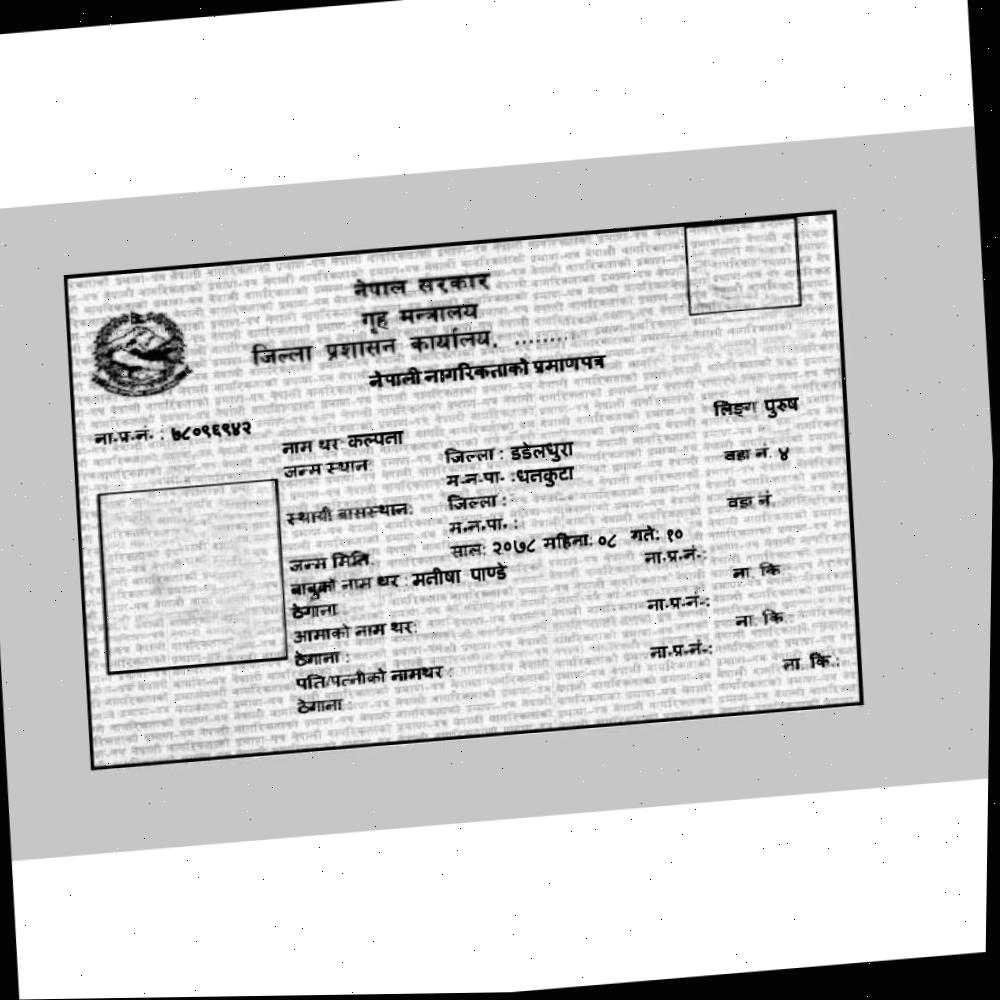 नेपाल सरकार
गृह मन्त्रालय
जिल्ला प्रशासन कार्यालय, ........
नेपाली नागरिकताको प्रमाणपत्र
ना.प्र.नं. : ७८०९६९४२
लिङ्ग पुरुष
नाम थर कल्पना
जन्म स्थान: जिल्ला : डडेलधुरा वडा नं. ४
म.न.पा. : धनकुटा
स्थायी बासस्थान: जिल्ला : वडा नं.
म.न.पा. :
जन्म मिति: साल: २०७८ महिना: ०८ गते: १०
बाबुको नाम थर : मनीषा पाण्डे ना.प्र.नं.:
ठेगाना ना. कि
आमाको नाम थर: ना.प्र.नं.:
ठेगाना : ना. कि.:
पति/पत्नीको नामथर : ना.प्र.नं.:
ठेगाना : ना. कि.: